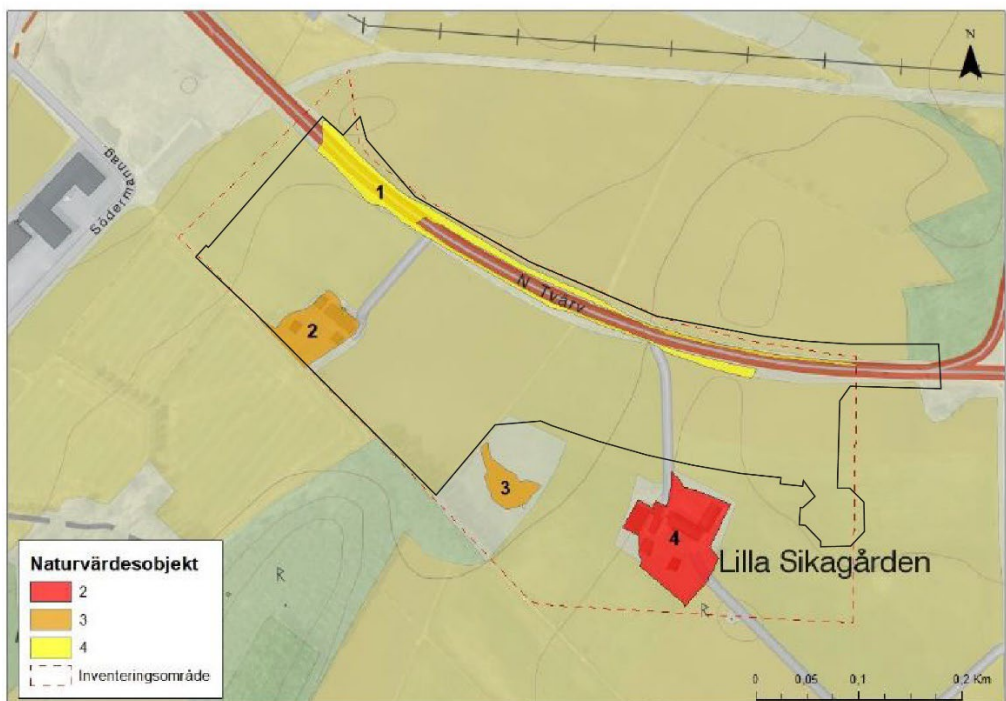 N
Södermannag.
1
N Tvärv
2
3
4
Lilla Sikagården
R
R
Naturvärdesobjekt
2
3
4
Inventeringsområde
0 0,05 0,1 0,2 Km